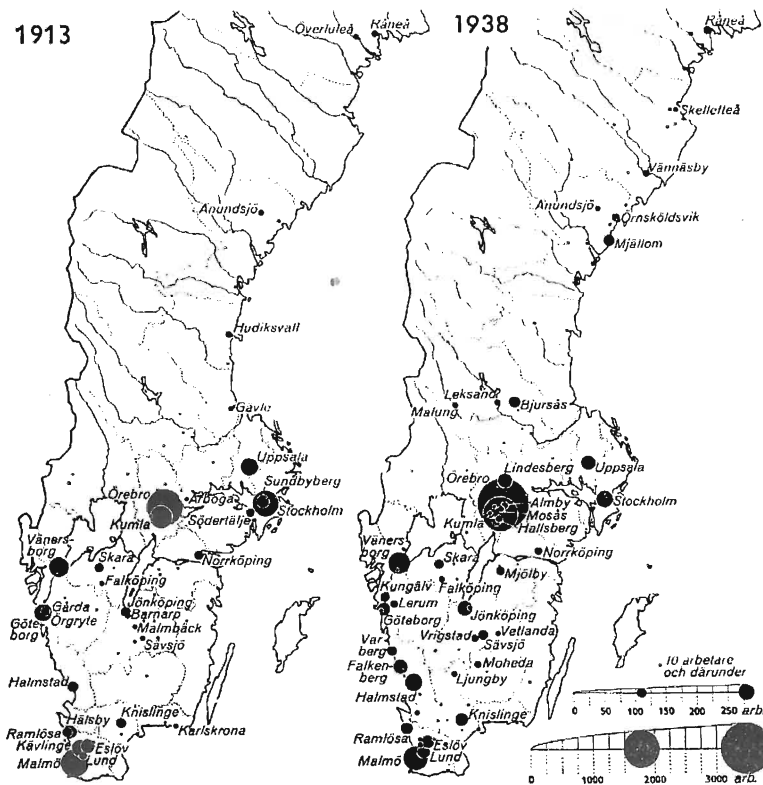 1913
Överluleå
Råneå
Anundsjö
Hudiksvall
Gävle
Uppsala
Sundbyberg
Örebro
Arboga
Stockholm
Kumla
Södertälje
Väners-
borg
Skara
Norrköping
Falköping
Gårda
Jönköping
Göte-
borg
Örgryte
Barnarp
Malmbäck
Sävsjö
Halmstad
Hälsby
Knislinge
Karlskrona
Ramlösa
Kävlinge
Eslöv
Lund
Malmö
1938
Råneå
Skellefteå
Vännäsby
Anundsjö
Örnsköldsvik
Mjällom
Leksand
Malung
Bjursås
Örebro
Lindesberg
Uppsala
Almby
Mosås
Stockholm
Kumla
Hallsberg
Väners-
borg
Skara
Norrköping
Mjölby
Kungälv
Falköping
Lerum
Göteborg
Jönköping
Vrigstad
Vetlanda
Sävsjö
Var-
berg
Falken-
berg
Moheda
Ljungby
Halmstad
Knislinge
Ramlösa
Eslöv
Lund
Malmö
10 arbetare
och därunder
0 50 100 150 200 250 arb.
0 1000 2000 3000 arb.